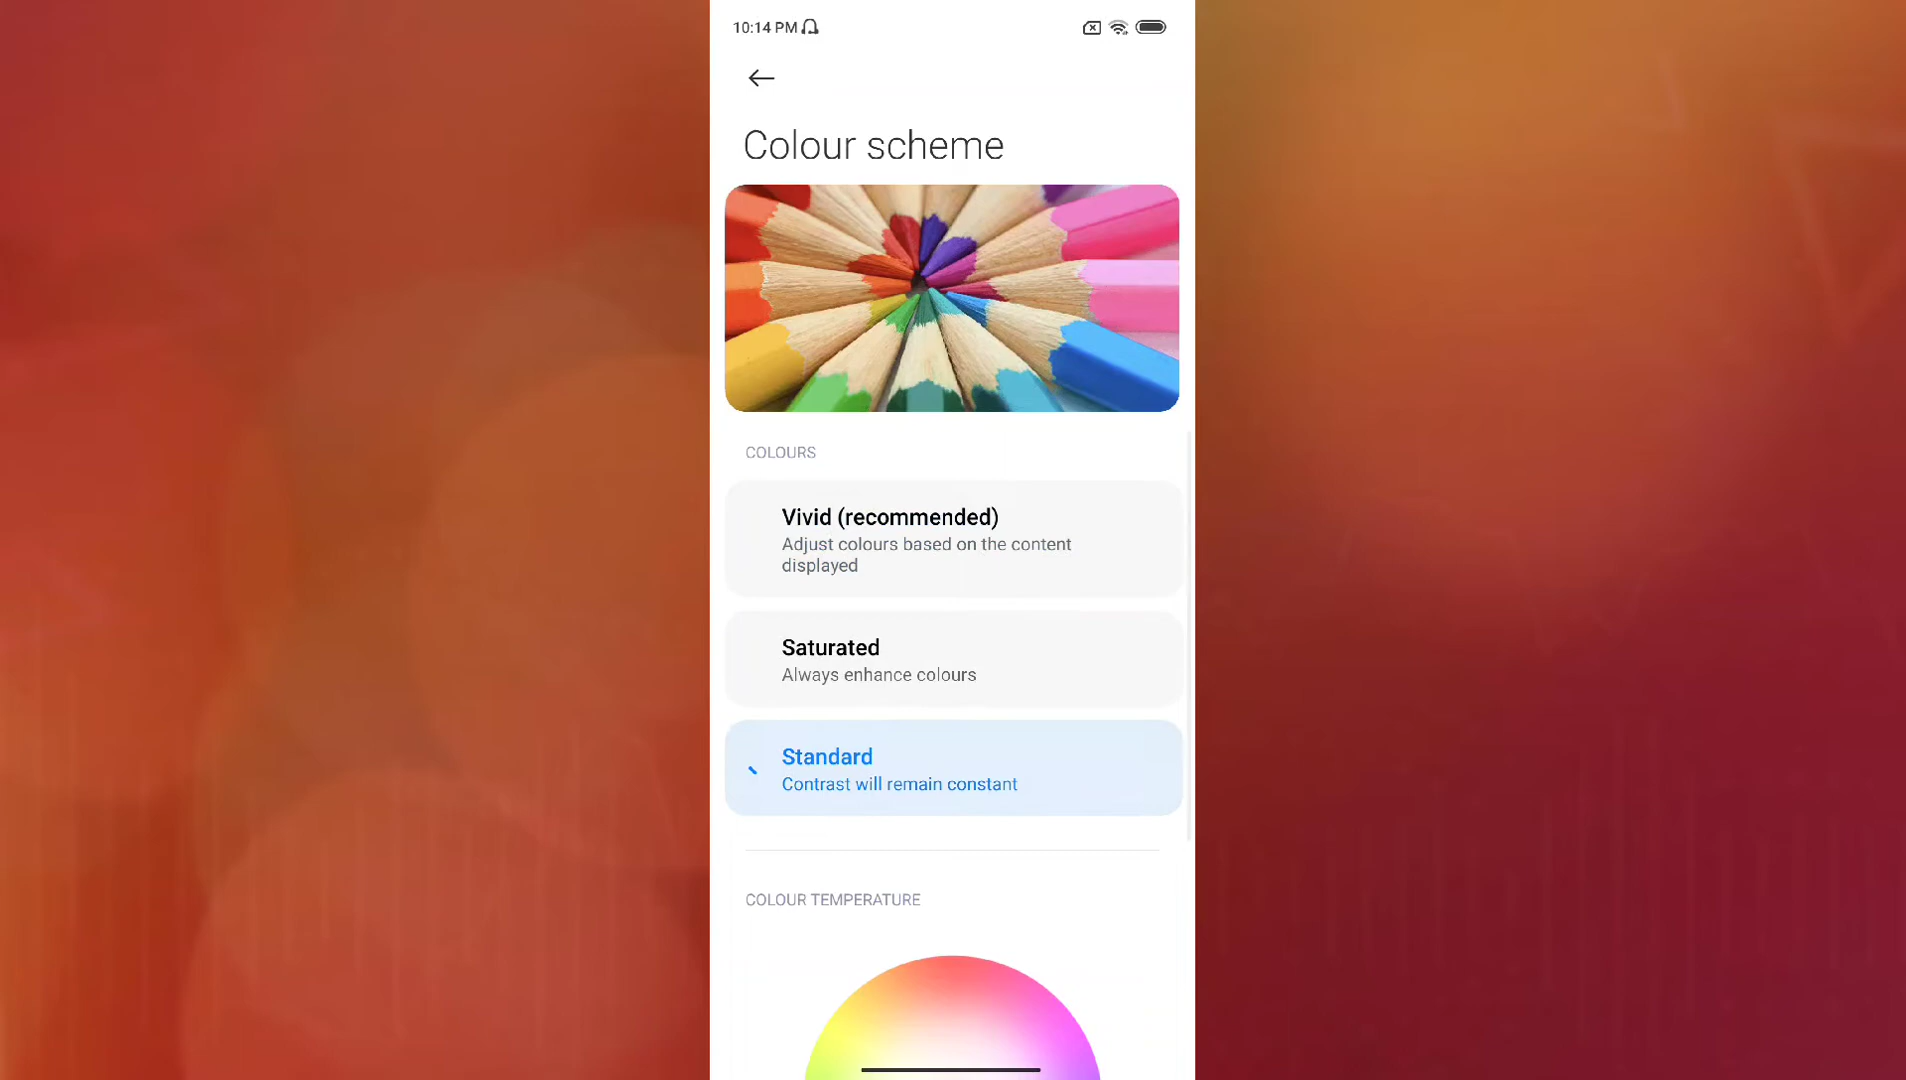 10:14 PM
Colour scheme
COLOURS
Vivid (recommended)
Adjust colours based on the content
displayed
Saturated
Always enhance colours
Standard
Contrast will remain constant
COLOUR TEMPERATURE